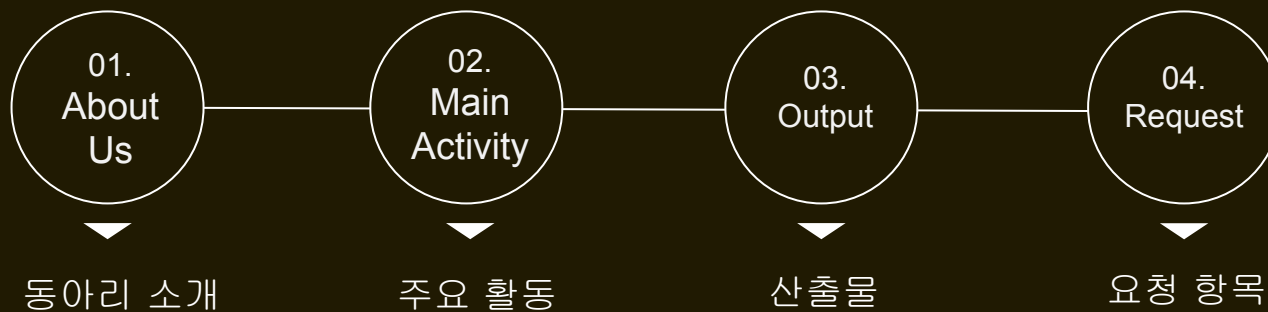 01.
About
Us
02.
Main
Activity
03.
Output
04.
Request
동아리 소개
주요 활동
산출물
요청 항목